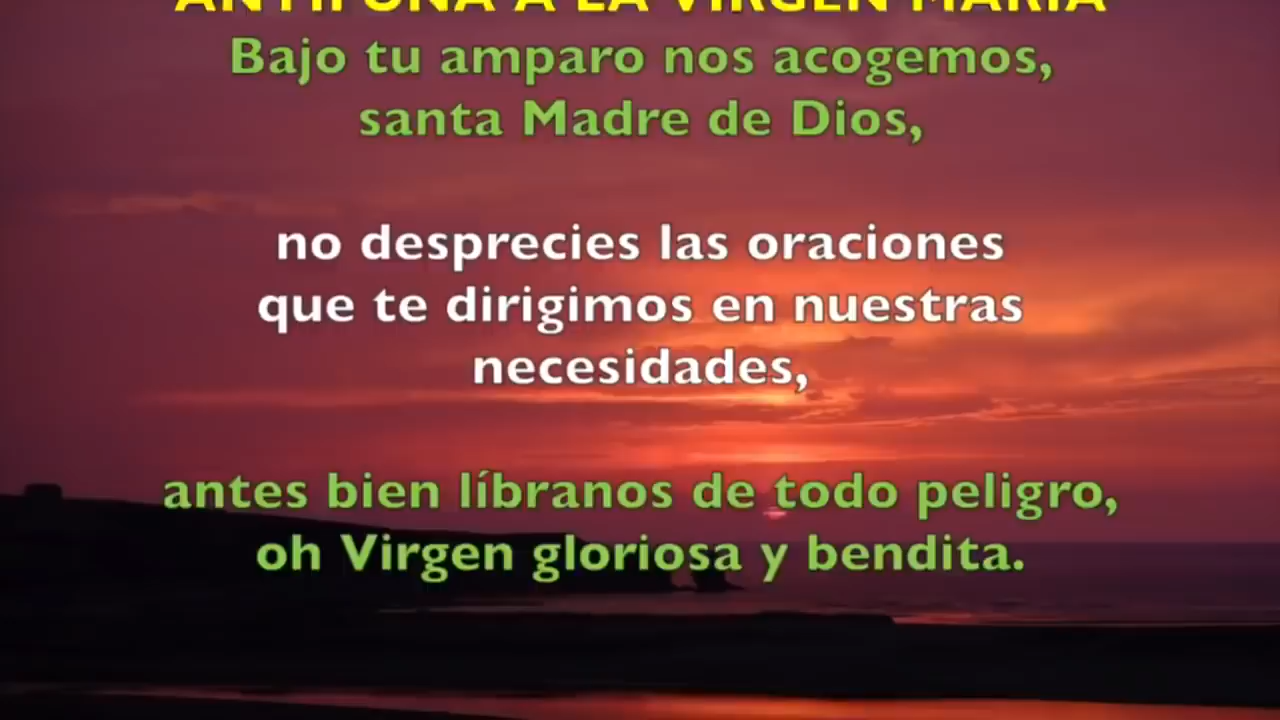 ANTÍFONA A LA VIRGEN MARÍA
Bajo tu amparo nos acogemos,
santa Madre de Dios,
no desprecies las oraciones
que te dirigimos en nuestras
necesidades,
antes bien líbranos de todo peligro,
oh Virgen gloriosa y bendita.